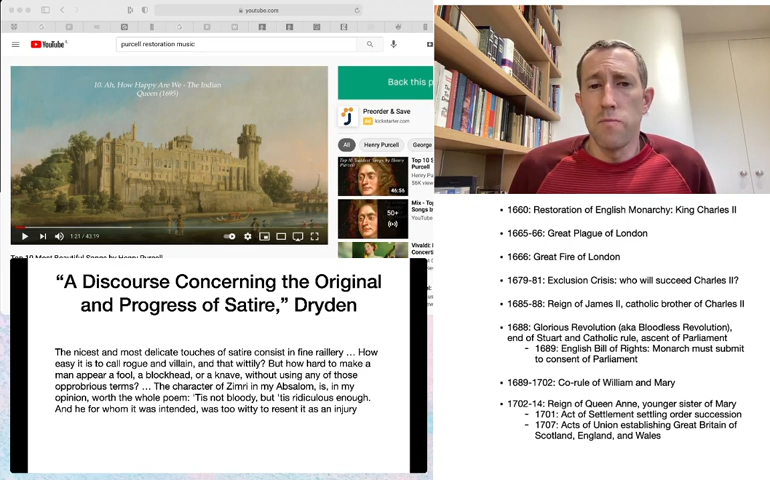 youtube.com
YouTube
purcell restoration music
10. Ah, How Happy Are We - The Indian
Queen (1695)
1:21 / 43:19
Back this p
Preorder & Save
Ad kickstarter.com
All
Henry Purcell
George
46:56
Top 10 S
Purcell
Henry Pu
56K view
50+
Mix - Top
Songs b
YouTube
Vivaldi:
Concert
“A Discourse Concerning the Original
and Progress of Satire,” Dryden
The nicest and most delicate touches of satire consist in fine raillery … How
easy it is to call rogue and villain, and that wittily? But how hard to make a
man appear a fool, a blockhead, or a knave, without using any of those
opprobrious terms? … The character of Zimri in my Absalom, is, in my
opinion, worth the whole poem: ‘Tis not bloody, but ‘tis ridiculous enough.
And he for whom it was intended, was too witty to resent it as an injury
• 1660: Restoration of English Monarchy: King Charles II
• 1665-66: Great Plague of London
• 1666: Great Fire of London
• 1679-81: Exclusion Crisis: who will succeed Charles II?
• 1685-88: Reign of James II, catholic brother of Charles II
• 1688: Glorious Revolution (aka Bloodless Revolution),
end of Stuart and Catholic rule, ascent of Parliament
- 1689: English Bill of Rights: Monarch must submit
to consent of Parliament
• 1689-1702: Co-rule of William and Mary
• 1702-14: Reign of Queen Anne, younger sister of Mary
- 1701: Act of Settlement settling order succession
- 1707: Acts of Union establishing Great Britain of
Scotland, England, and Wales